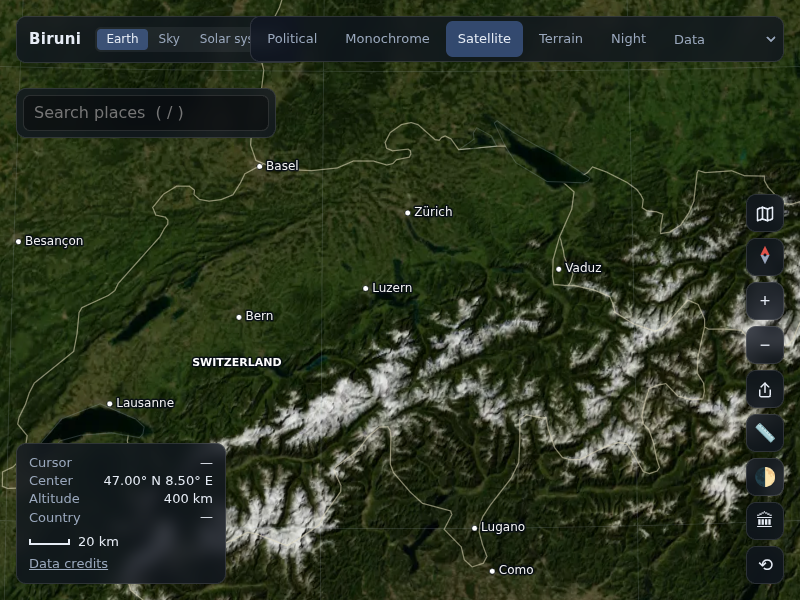 Biruni
Earth Sky Solar sys
Political Monochrome Satellite Terrain Night Data
Search places ( / )
Basel
Zürich
Besançon
Vaduz
Luzern
Bern
SWITZERLAND
Lausanne
Cursor —
Center 47.00° N 8.50° E
Altitude 400 km
Country —
20 km
Data credits
Lugano
Como